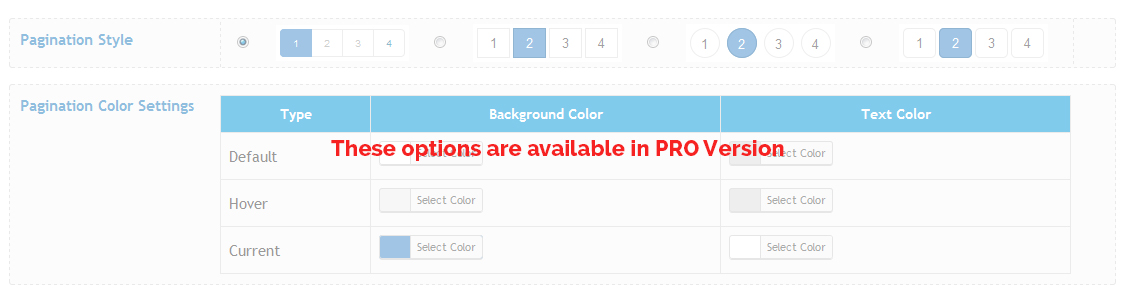 Pagination Style 1 2 3 4 1 2 3 4 1 2 3 4 1 2 3 4
Pagination Color Settings
Type Background Color Text Color
These options are available in PRO Version
Default Select Color Select Color
Hover Select Color Select Color
Current Select Color Select Color